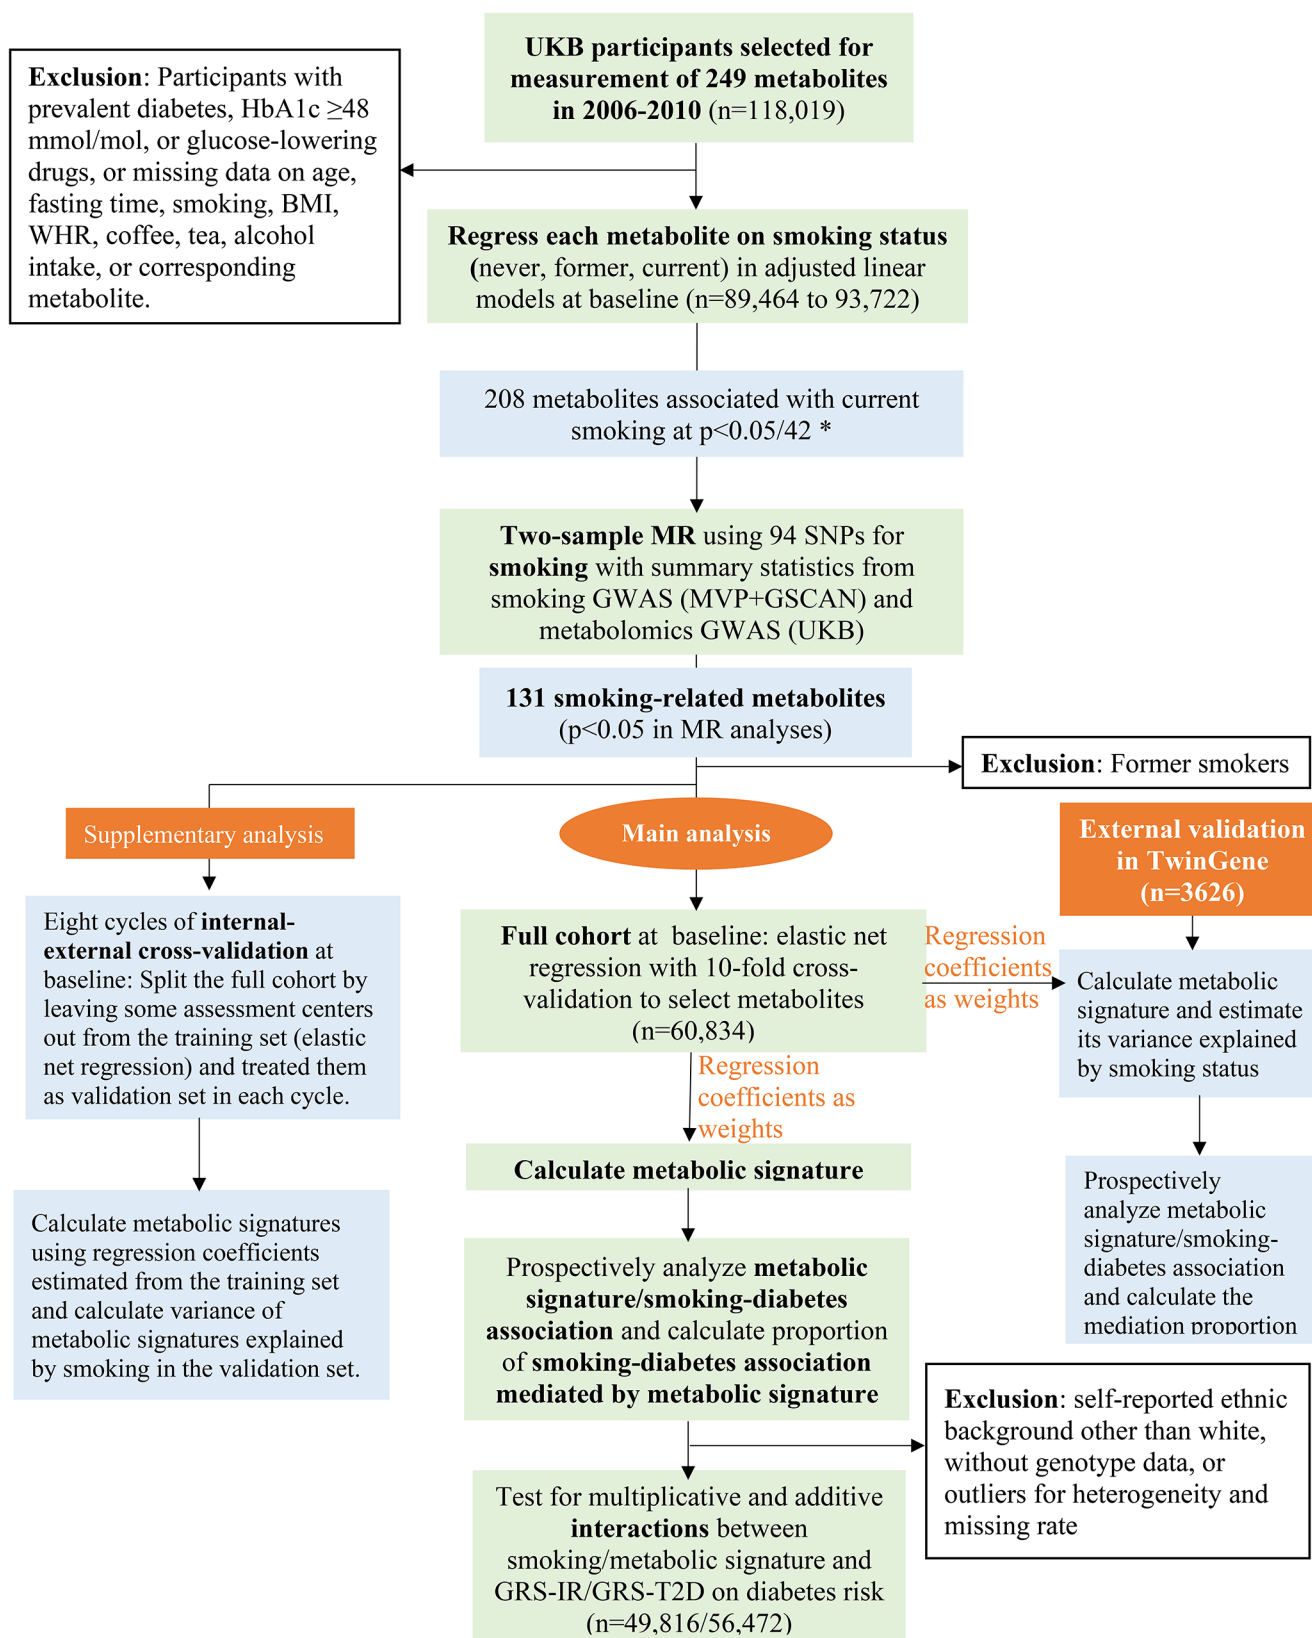 UKB participants selected for
measurement of 249 metabolites
in 2006-2010 (n=118,019)
Exclusion: Participants with
prevalent diabetes, HbA1c ≥48
mmol/mol, or glucose-lowering
drugs, or missing data on age,
fasting time, smoking, BMI,
WHR, coffee, tea, alcohol
intake, or corresponding
metabolite.
Regress each metabolite on smoking status
(never, former, current) in adjusted linear
models at baseline (n=89,464 to 93,722)
208 metabolites associated with current
smoking at p<0.05/42 *
Two-sample MR using 94 SNPs for
smoking with summary statistics from
smoking GWAS (MVP+GSCAN) and
metabolomics GWAS (UKB)
131 smoking-related metabolites
(p<0.05 in MR analyses)
Exclusion: Former smokers
Supplementary analysis
Main analysis
External validation
in TwinGene
(n=3626)
Eight cycles of internal-
external cross-validation at
baseline: Split the full cohort by
leaving some assessment centers
out from the training set (elastic
net regression) and treated them
as validation set in each cycle.
Full cohort at baseline: elastic net
regression with 10-fold cross-
validation to select metabolites
(n=60,834)
Regression
coefficients
as weights
Calculate metabolic
signature and estimate
its variance explained
by smoking status
Regression
coefficients as
weights
Calculate metabolic signature
Calculate metabolic signatures
using regression coefficients
estimated from the training set
and calculate variance of
metabolic signatures explained
by smoking in the validation set.
Prospectively analyze metabolic
signature/smoking-diabetes
association and calculate proportion
of smoking-diabetes association
mediated by metabolic signature
Prospectively
analyze metabolic
signature/smoking-
diabetes association
and calculate the
mediation proportion
Exclusion: self-reported ethnic
background other than white,
without genotype data, or
outliers for heterogeneity and
missing rate
Test for multiplicative and additive
interactions between
smoking/metabolic signature and
GRS-IR/GRS-T2D on diabetes risk
(n=49,816/56,472)